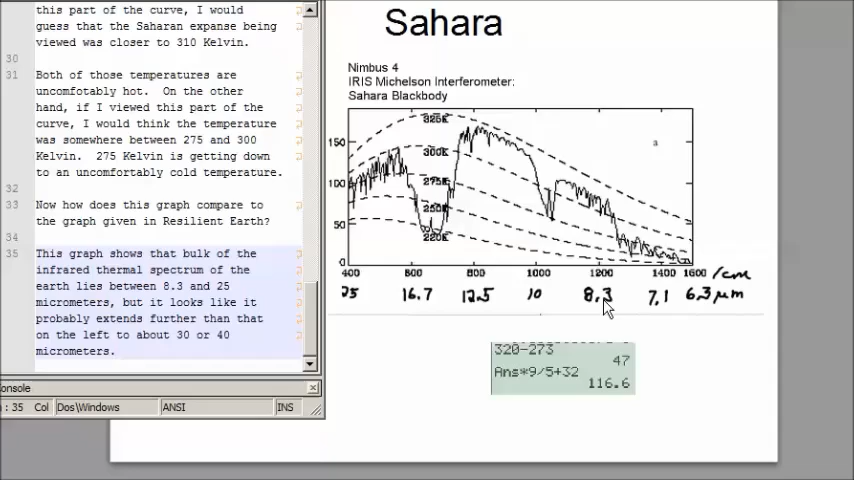 this part of the curve, I would
guess that the Saharan expanse being
viewed was closer to 310 Kelvin.
30
31 Both of those temperatures are
uncomfotably hot. On the other
hand, if I viewed this part of the
curve, I would think the temperature
was somewhere between 275 and 300
Kelvin. 275 Kelvin is getting down
to an uncomfortably cold temperature.
32
33 Now how does this graph compare to
the graph given in Resilient Earth?
34
35 This graph shows that bulk of the
infrared thermal spectrum of the
earth lies between 8.3 and 25
micrometers, but it looks like it
probably extends further than that
on the left to about 30 or 40
micrometers.
onsole
: 35 Col Dos\Windows ANSI INS
Sahara
Nimbus 4
IRIS Michelson Interferometer:
Sahara Blackbody
325K
150
300K
a
100
275K
50
250K
220K
0
400 600 800 1000 1200 1400 1600 /cm
25 16.7 12.5 10 8.3 7.1 6.3 μm
320-273
47
Ans*9/5+32
116.6